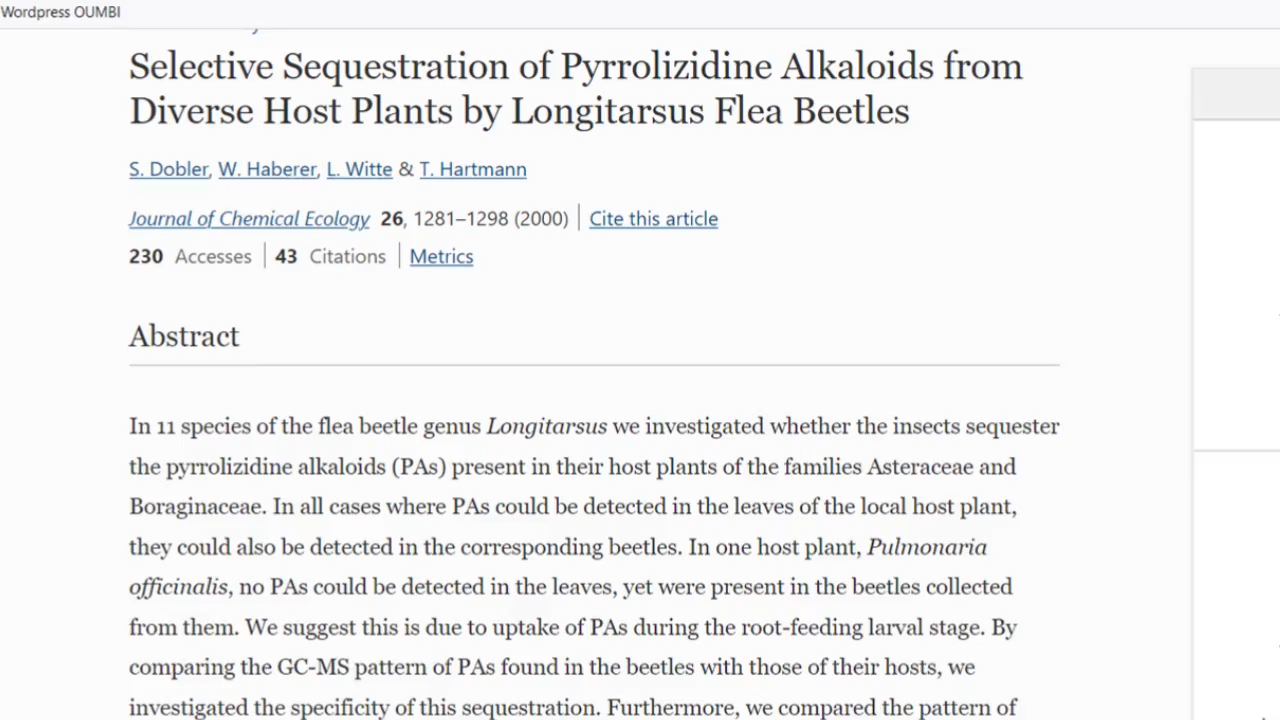 Wordpress OUMBI
Selective Sequestration of Pyrrolizidine Alkaloids from
Diverse Host Plants by Longitarsus Flea Beetles
S. Dobler, W. Haberer, L. Witte & T. Hartmann
Journal of Chemical Ecology 26, 1281–1298 (2000) | Cite this article
230 Accesses | 43 Citations | Metrics
Abstract
In 11 species of the flea beetle genus Longitarsus we investigated whether the insects sequester
the pyrrolizidine alkaloids (PAs) present in their host plants of the families Asteraceae and
Boraginaceae. In all cases where PAs could be detected in the leaves of the local host plant,
they could also be detected in the corresponding beetles. In one host plant, Pulmonaria
officinalis, no PAs could be detected in the leaves, yet were present in the beetles collected
from them. We suggest this is due to uptake of PAs during the root-feeding larval stage. By
comparing the GC-MS pattern of PAs found in the beetles with those of their hosts, we
investigated the specificity of this sequestration. Furthermore, we compared the pattern of